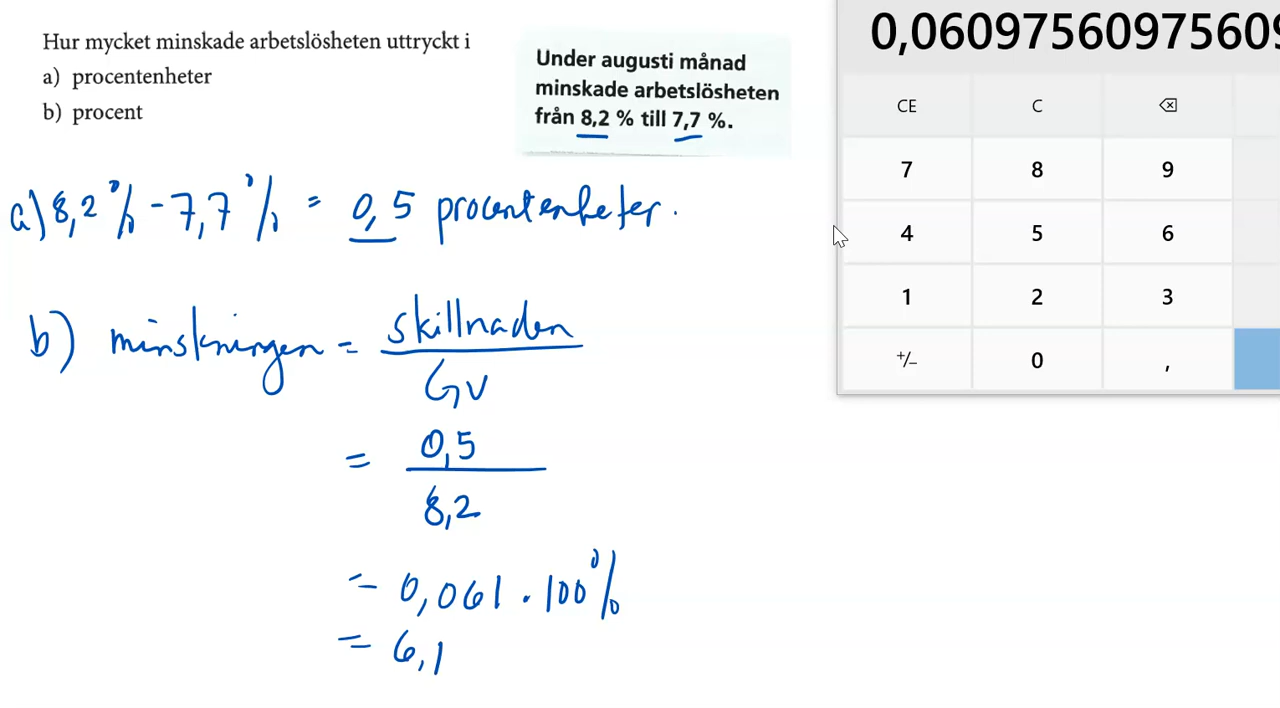 Hur mycket minskade arbetslösheten uttryckt i
a) procentenheter
b) procent
Under augusti månad
minskade arbetslösheten
från 8,2 % till 7,7 %.
a) 8,2 % - 7,7 % = 0,5 procentenheter.
b) minskningen = skillnaden
GV
= 0,5
8,2
= 0,061 · 100 %
= 6,1
0,0609756097560
CE C ⌫
7 8 9
4 5 6
1 2 3
+/− 0 ,